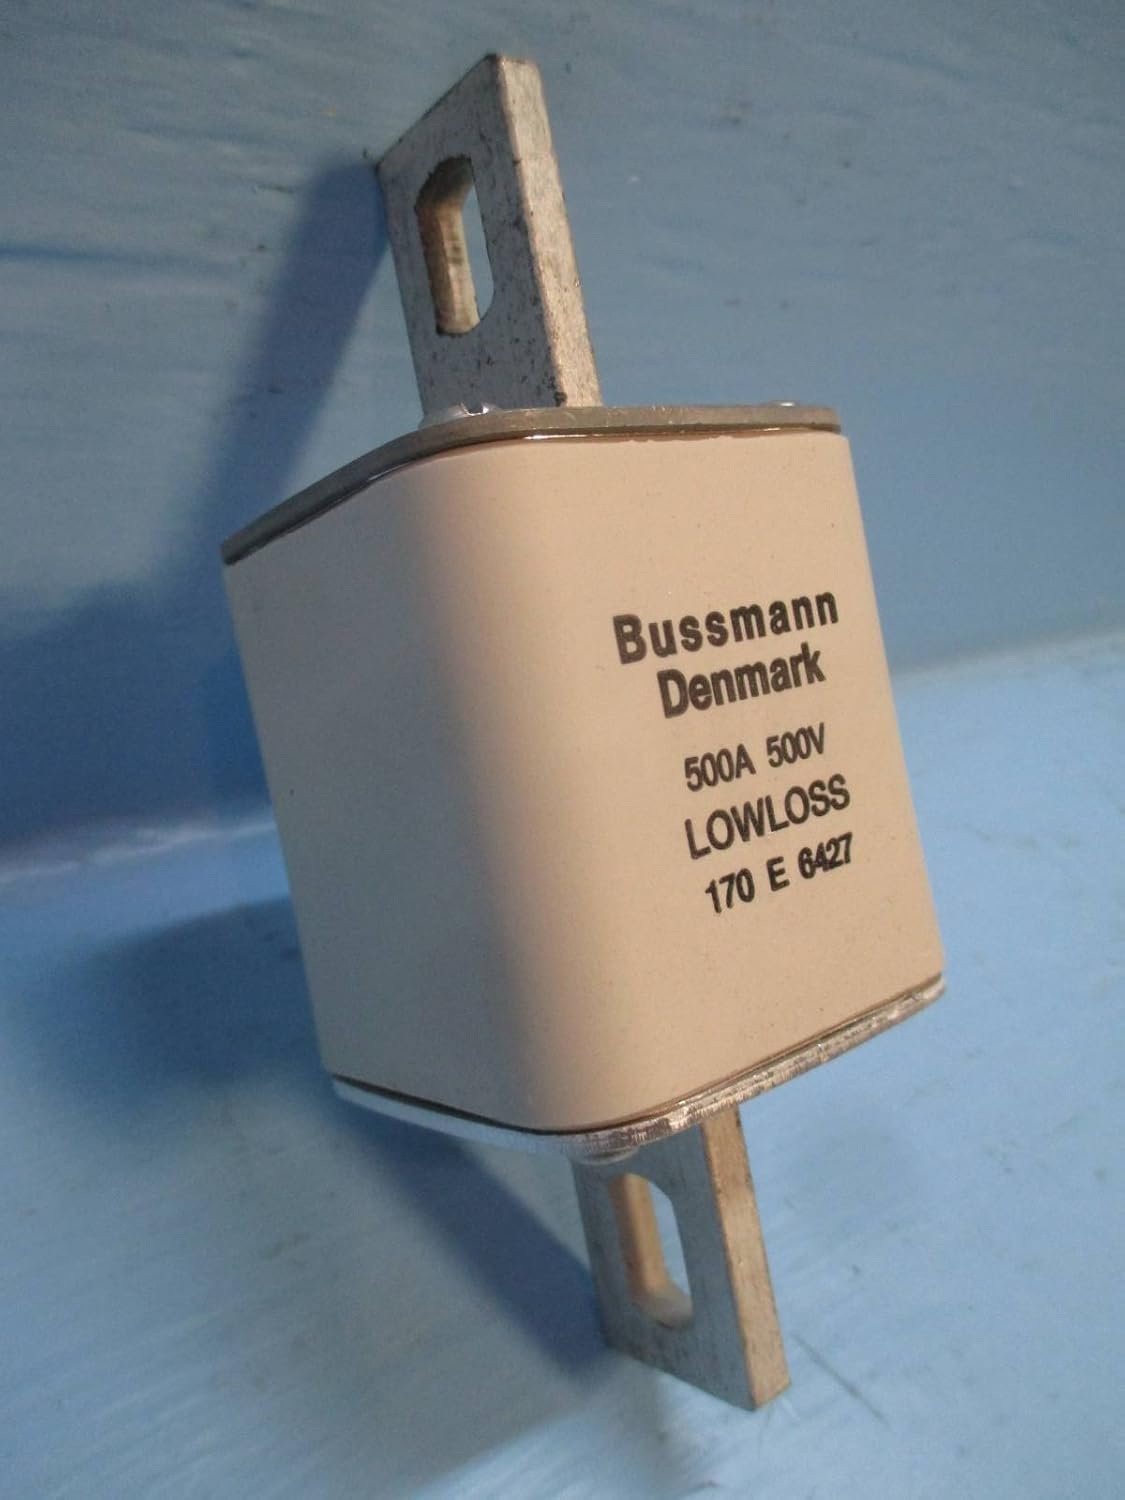 Bussmann
Denmark
500A 500V
LOWLOSS
170 E 6427